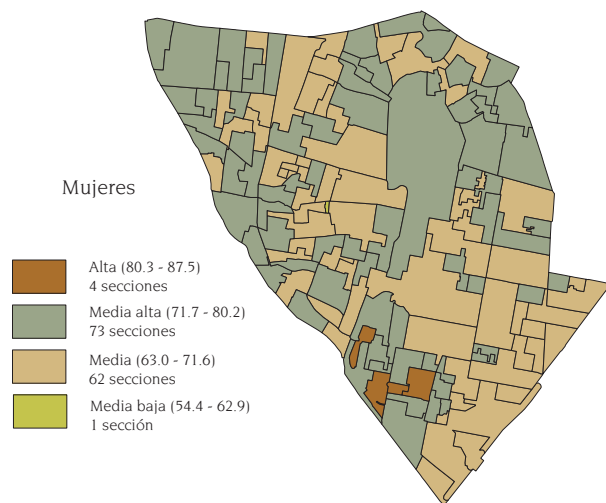 Mujeres
Alta (80.3 - 87.5)
4 secciones
Media alta (71.7 - 80.2)
73 secciones
Media (63.0 - 71.6)
62 secciones
Media baja (54.4 - 62.9)
1 sección